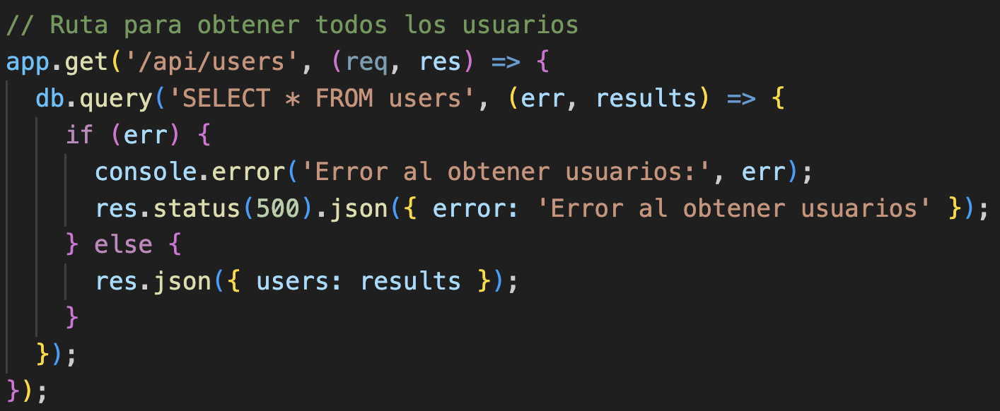 // Ruta para obtener todos los usuarios
app.get('/api/users', (req, res) => {
  db.query('SELECT * FROM users', (err, results) => {
    if (err) {
      console.error('Error al obtener usuarios:', err);
      res.status(500).json({ error: 'Error al obtener usuarios' });
    } else {
      res.json({ users: results });
    }
  });
});